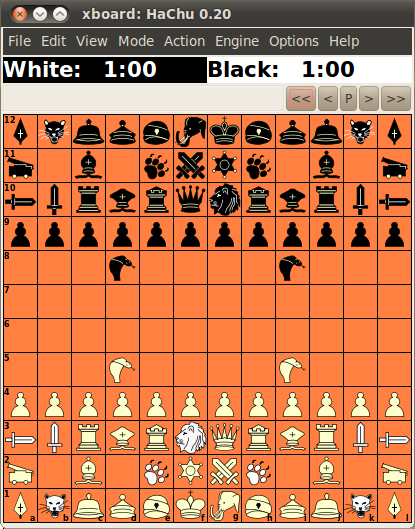 xboard: HaChu 0.20
File Edit View Mode Action Engine Options Help
White: 1:00 Black: 1:00
<< < P > >>
12
11
10
9
8
7
6
5
4
3
2
1 a b c d e f g h i j k l